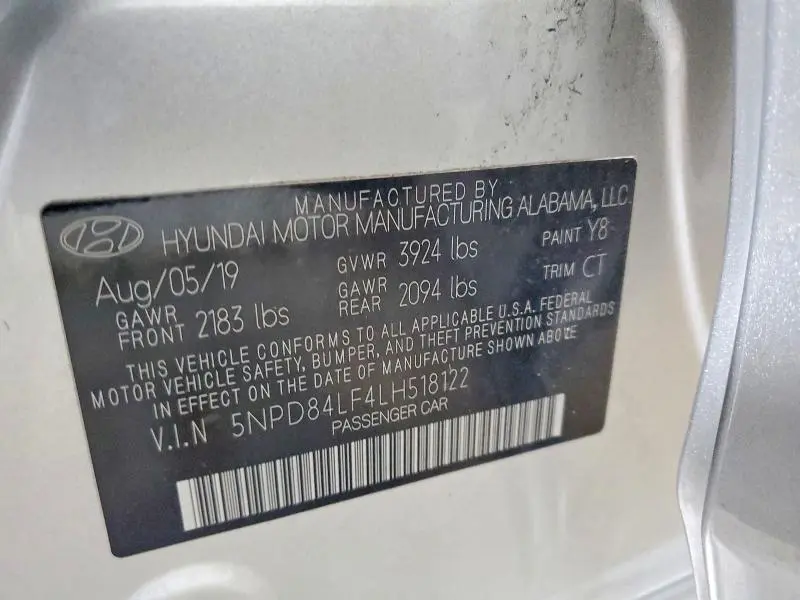 MANUFACTURED BY
HYUNDAI MOTOR MANUFACTURING ALABAMA, LLC.
Aug/05/19 GVWR 3924 lbs PAINT Y8
GAWR FRONT 2183 lbs GAWR REAR 2094 lbs TRIM CT
THIS VEHICLE CONFORMS TO ALL APPLICABLE U.S.A. FEDERAL
MOTOR VEHICLE SAFETY, BUMPER, AND THEFT PREVENTION STANDARDS
IN EFFECT ON THE DATE OF MANUFACTURE SHOWN ABOVE.
V.I.N 5NPD84LF4LH518122
PASSENGER CAR